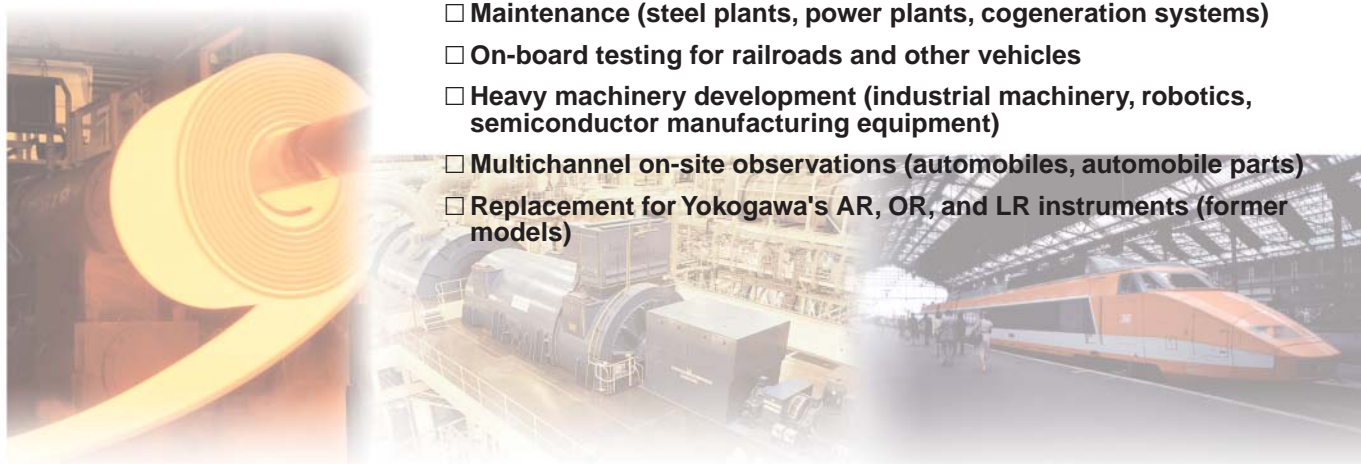 □ Maintenance (steel plants, power plants, cogeneration systems)
□ On-board testing for railroads and other vehicles
□ Heavy machinery development (industrial machinery, robotics,
semiconductor manufacturing equipment)
□ Multichannel on-site observations (automobiles, automobile parts)
□ Replacement for Yokogawa's AR, OR, and LR instruments (former
models)